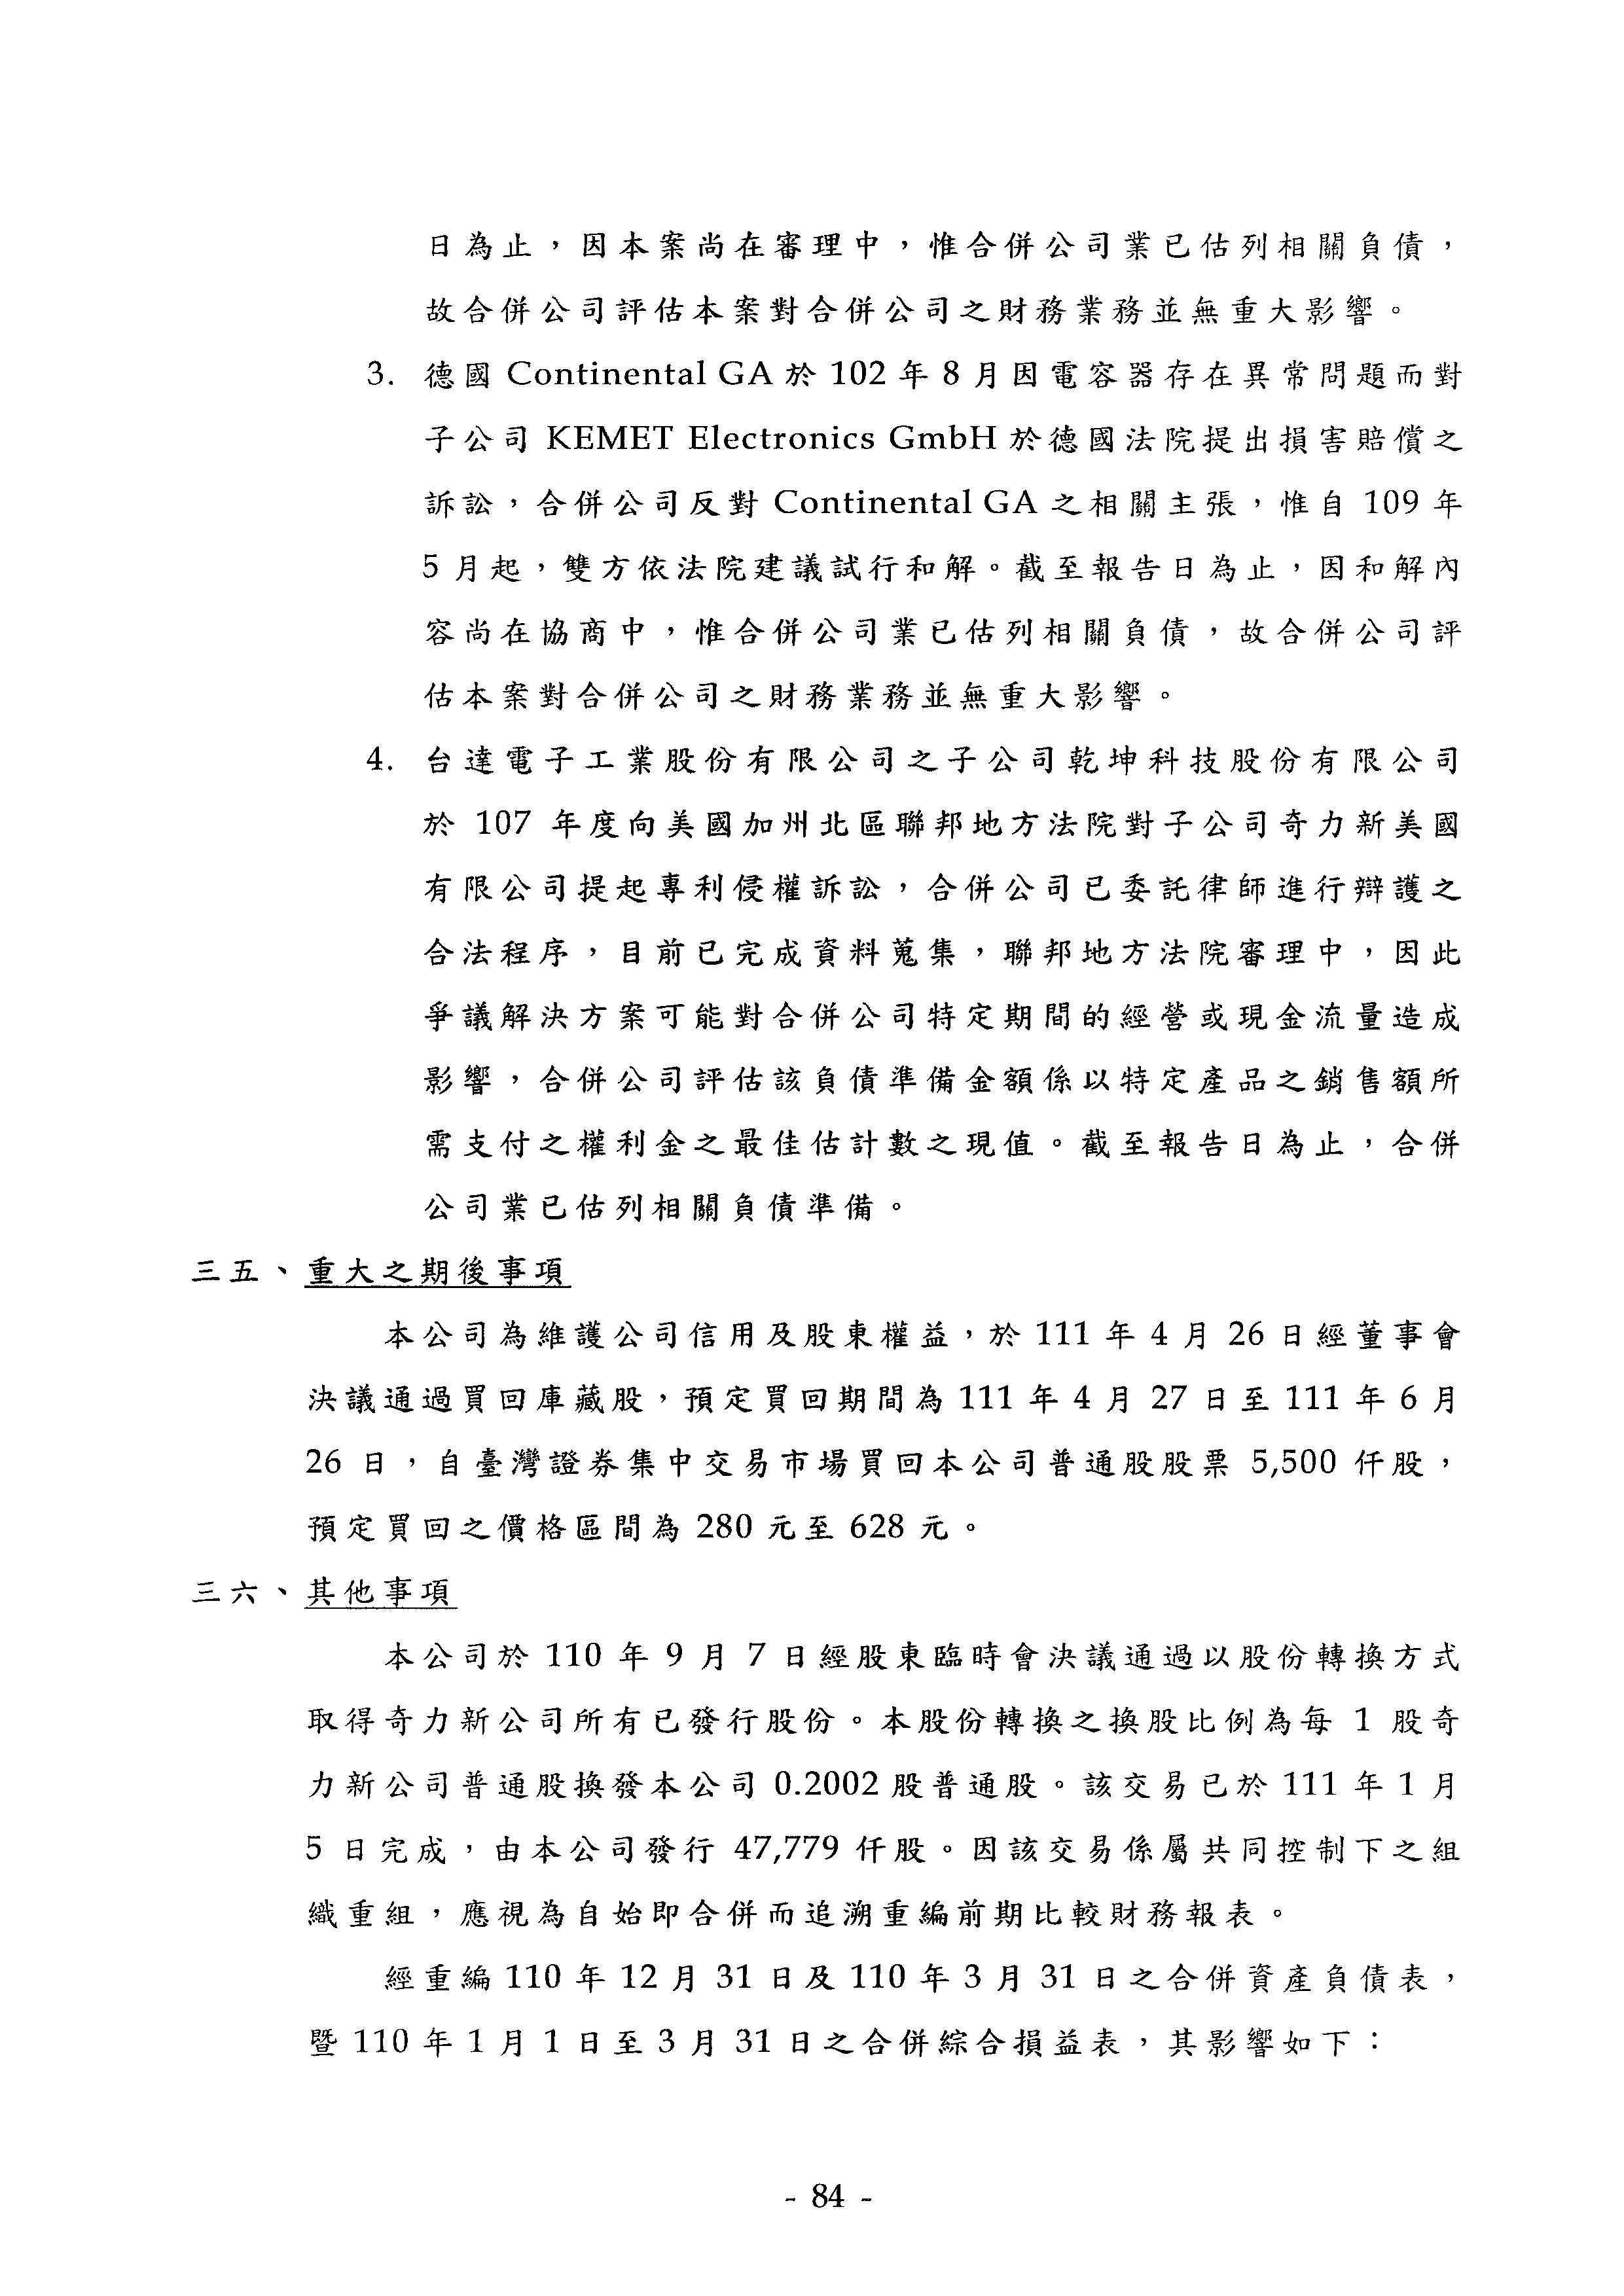 日為止，因本案尚在審理中，惟合併公司業已估列相關負債，
故合併公司評估本案對合併公司之財務業務並無重大影響。
3. 德國 Continental GA 於 102 年 8 月因電容器存在異常問題而對
子公司 KEMET Electronics GmbH 於德國法院提出損害賠償之
訴訟，合併公司反對 Continental GA 之相關主張，惟自 109 年
5 月起，雙方依法院建議試行和解。截至報告日為止，因和解內
容尚在協商中，惟合併公司業已估列相關負債，故合併公司評
估本案對合併公司之財務業務並無重大影響。
4. 台達電子工業股份有限公司之子公司乾坤科技股份有限公司
於 107 年度向美國加州北區聯邦地方法院對子公司奇力新美國
有限公司提起專利侵權訴訟，合併公司已委託律師進行辯護之
合法程序，目前已完成資料蒐集，聯邦地方法院審理中，因此
爭議解決方案可能對合併公司特定期間的經營或現金流量造成
影響，合併公司評估該負債準備金額係以特定產品之銷售額所
需支付之權利金之最佳估計數之現值。截至報告日為止，合併
公司業已估列相關負債準備。
三五、重大之期後事項
本公司為維護公司信用及股東權益，於 111 年 4 月 26 日經董事會
決議通過買回庫藏股，預定買回期間為 111 年 4 月 27 日至 111 年 6 月
26 日，自臺灣證券集中交易市場買回本公司普通股股票 5,500 仟股，
預定買回之價格區間為 280 元至 628 元。
三六、其他事項
本公司於 110 年 9 月 7 日經股東臨時會決議通過以股份轉換方式
取得奇力新公司所有已發行股份。本股份轉換之換股比例為每 1 股奇
力新公司普通股換發本公司 0.2002 股普通股。該交易已於 111 年 1 月
5 日完成，由本公司發行 47,779 仟股。因該交易係屬共同控制下之組
織重組，應視為自始即合併而追溯重編前期比較財務報表。
經重編 110 年 12 月 31 日及 110 年 3 月 31 日之合併資產負債表，
暨 110 年 1 月 1 日至 3 月 31 日之合併綜合損益表，其影響如下：
- 84 -